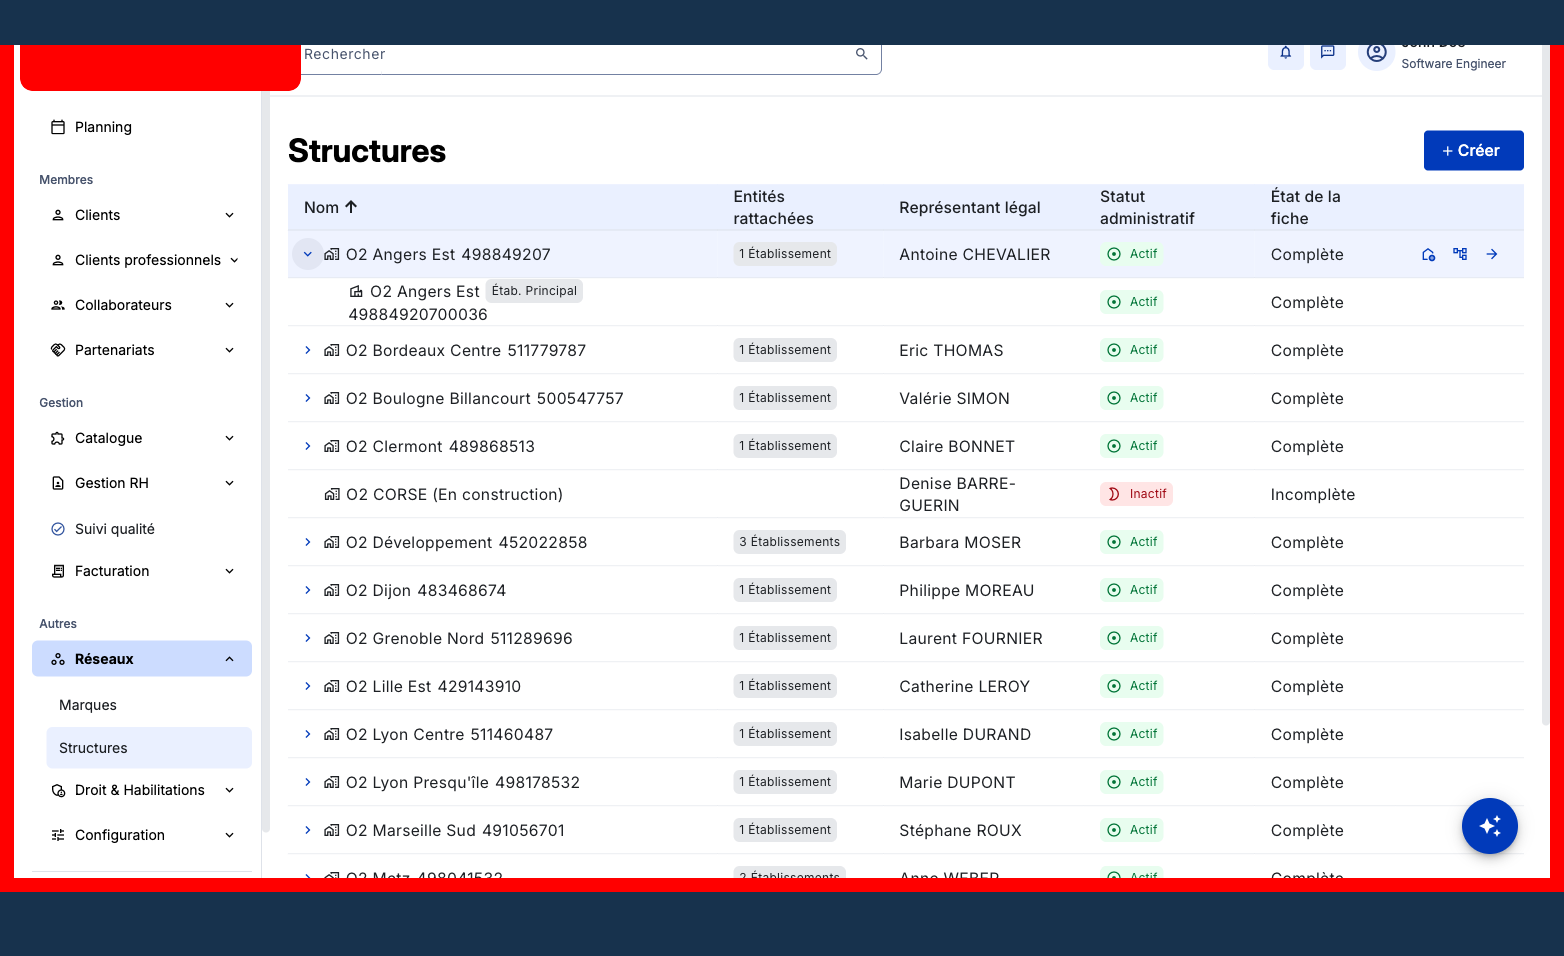 Rechercher
Software Engineer
Planning
Membres
Clients
Clients professionnels
Collaborateurs
Partenariats
Gestion
Catalogue
Gestion RH
Suivi qualité
Facturation
Autres
Réseaux
Marques
Structures
Droit & Habilitations
Configuration
Structures
+ Créer
Nom ↑ Entités rattachées Représentant légal Statut administratif État de la fiche
O2 Angers Est 498849207 1 Établissement Antoine CHEVALIER Actif Complète
O2 Angers Est Étab. Principal
49884920700036 Actif Complète
O2 Bordeaux Centre 511779787 1 Établissement Eric THOMAS Actif Complète
O2 Boulogne Billancourt 500547757 1 Établissement Valérie SIMON Actif Complète
O2 Clermont 489868513 1 Établissement Claire BONNET Actif Complète
O2 CORSE (En construction) Denise BARRE-GUERIN Inactif Incomplète
O2 Développement 452022858 3 Établissements Barbara MOSER Actif Complète
O2 Dijon 483468674 1 Établissement Philippe MOREAU Actif Complète
O2 Grenoble Nord 511289696 1 Établissement Laurent FOURNIER Actif Complète
O2 Lille Est 429143910 1 Établissement Catherine LEROY Actif Complète
O2 Lyon Centre 511460487 1 Établissement Isabelle DURAND Actif Complète
O2 Lyon Presqu'île 498178532 1 Établissement Marie DUPONT Actif Complète
O2 Marseille Sud 491056701 1 Établissement Stéphane ROUX Actif Complète